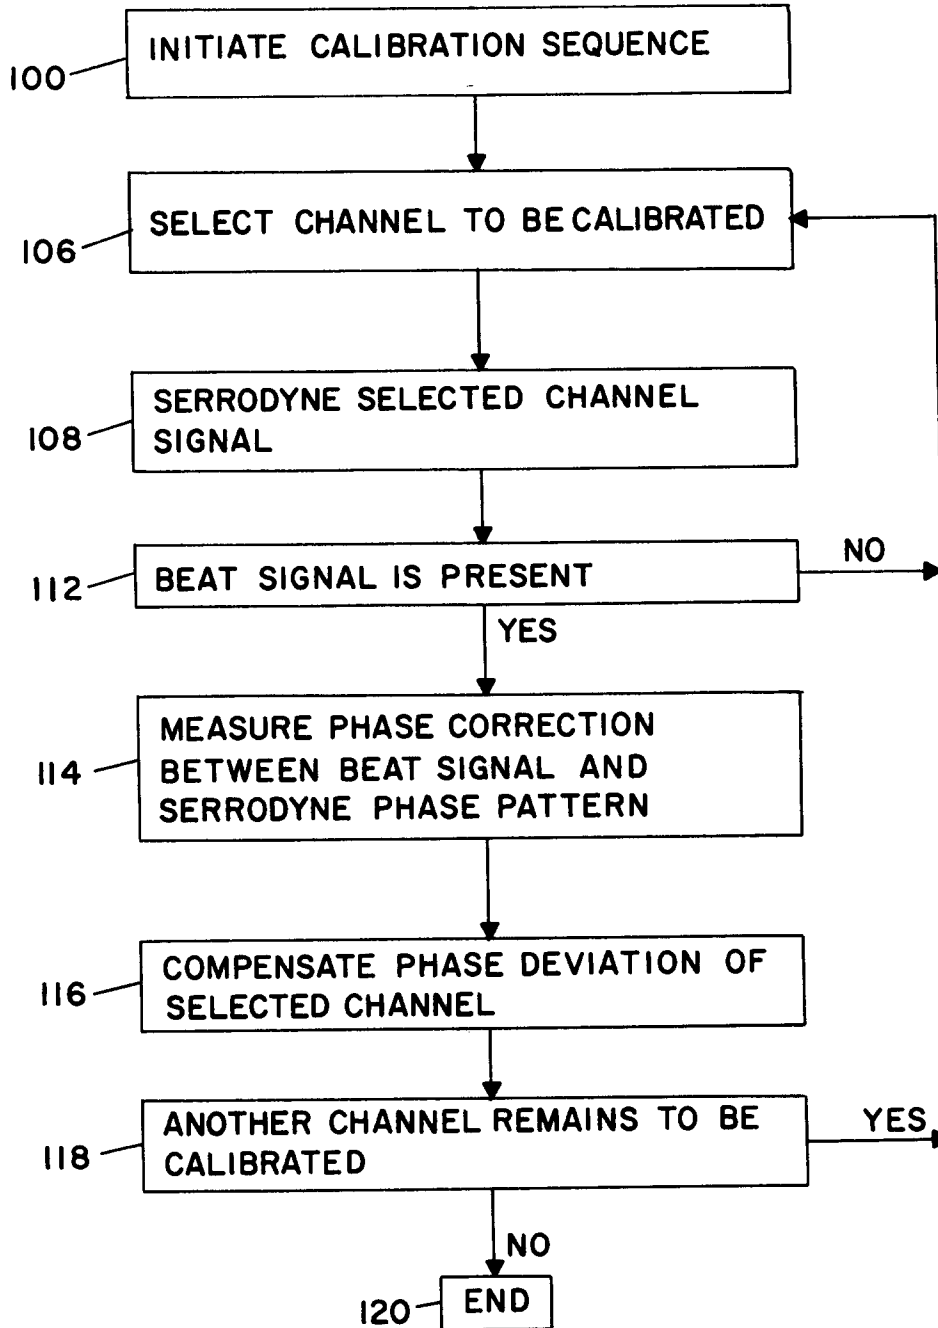 INITIATE CALIBRATION SEQUENCE
100
SELECT CHANNEL TO BE CALIBRATED
106
SERRODYNE SELECTED CHANNEL
SIGNAL
108
BEAT SIGNAL IS PRESENT
NO
112
YES
MEASURE PHASE CORRECTION
BETWEEN BEAT SIGNAL AND
SERRODYNE PHASE PATTERN
114
COMPENSATE PHASE DEVIATION OF
SELECTED CHANNEL
116
ANOTHER CHANNEL REMAINS TO BE
CALIBRATED
YES
118
NO
END
120